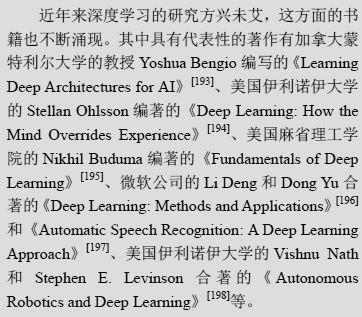 近年来深度学习的研究方兴未艾，这方面的书
籍也不断涌现。其中具有代表性的著作有加拿大蒙
特利尔大学的教授 Yoshua Bengio 编写的《Learning
Deep Architectures for AI》[193]、美国伊利诺伊大学
的 Stellan Ohlsson 编著的《Deep Learning: How the
Mind Overrides Experience》[194]、美国麻省理工学
院的 Nikhil Buduma 编著的《Fundamentals of Deep
Learning》[195]、微软公司的 Li Deng 和 Dong Yu 合
著的《Deep Learning: Methods and Applications》[196]
和《Automatic Speech Recognition: A Deep Learning
Approach》[197]、美国伊利诺伊大学的 Vishnu Nath
和 Stephen E. Levinson 合著的《Autonomous
Robotics and Deep Learning》[198]等。